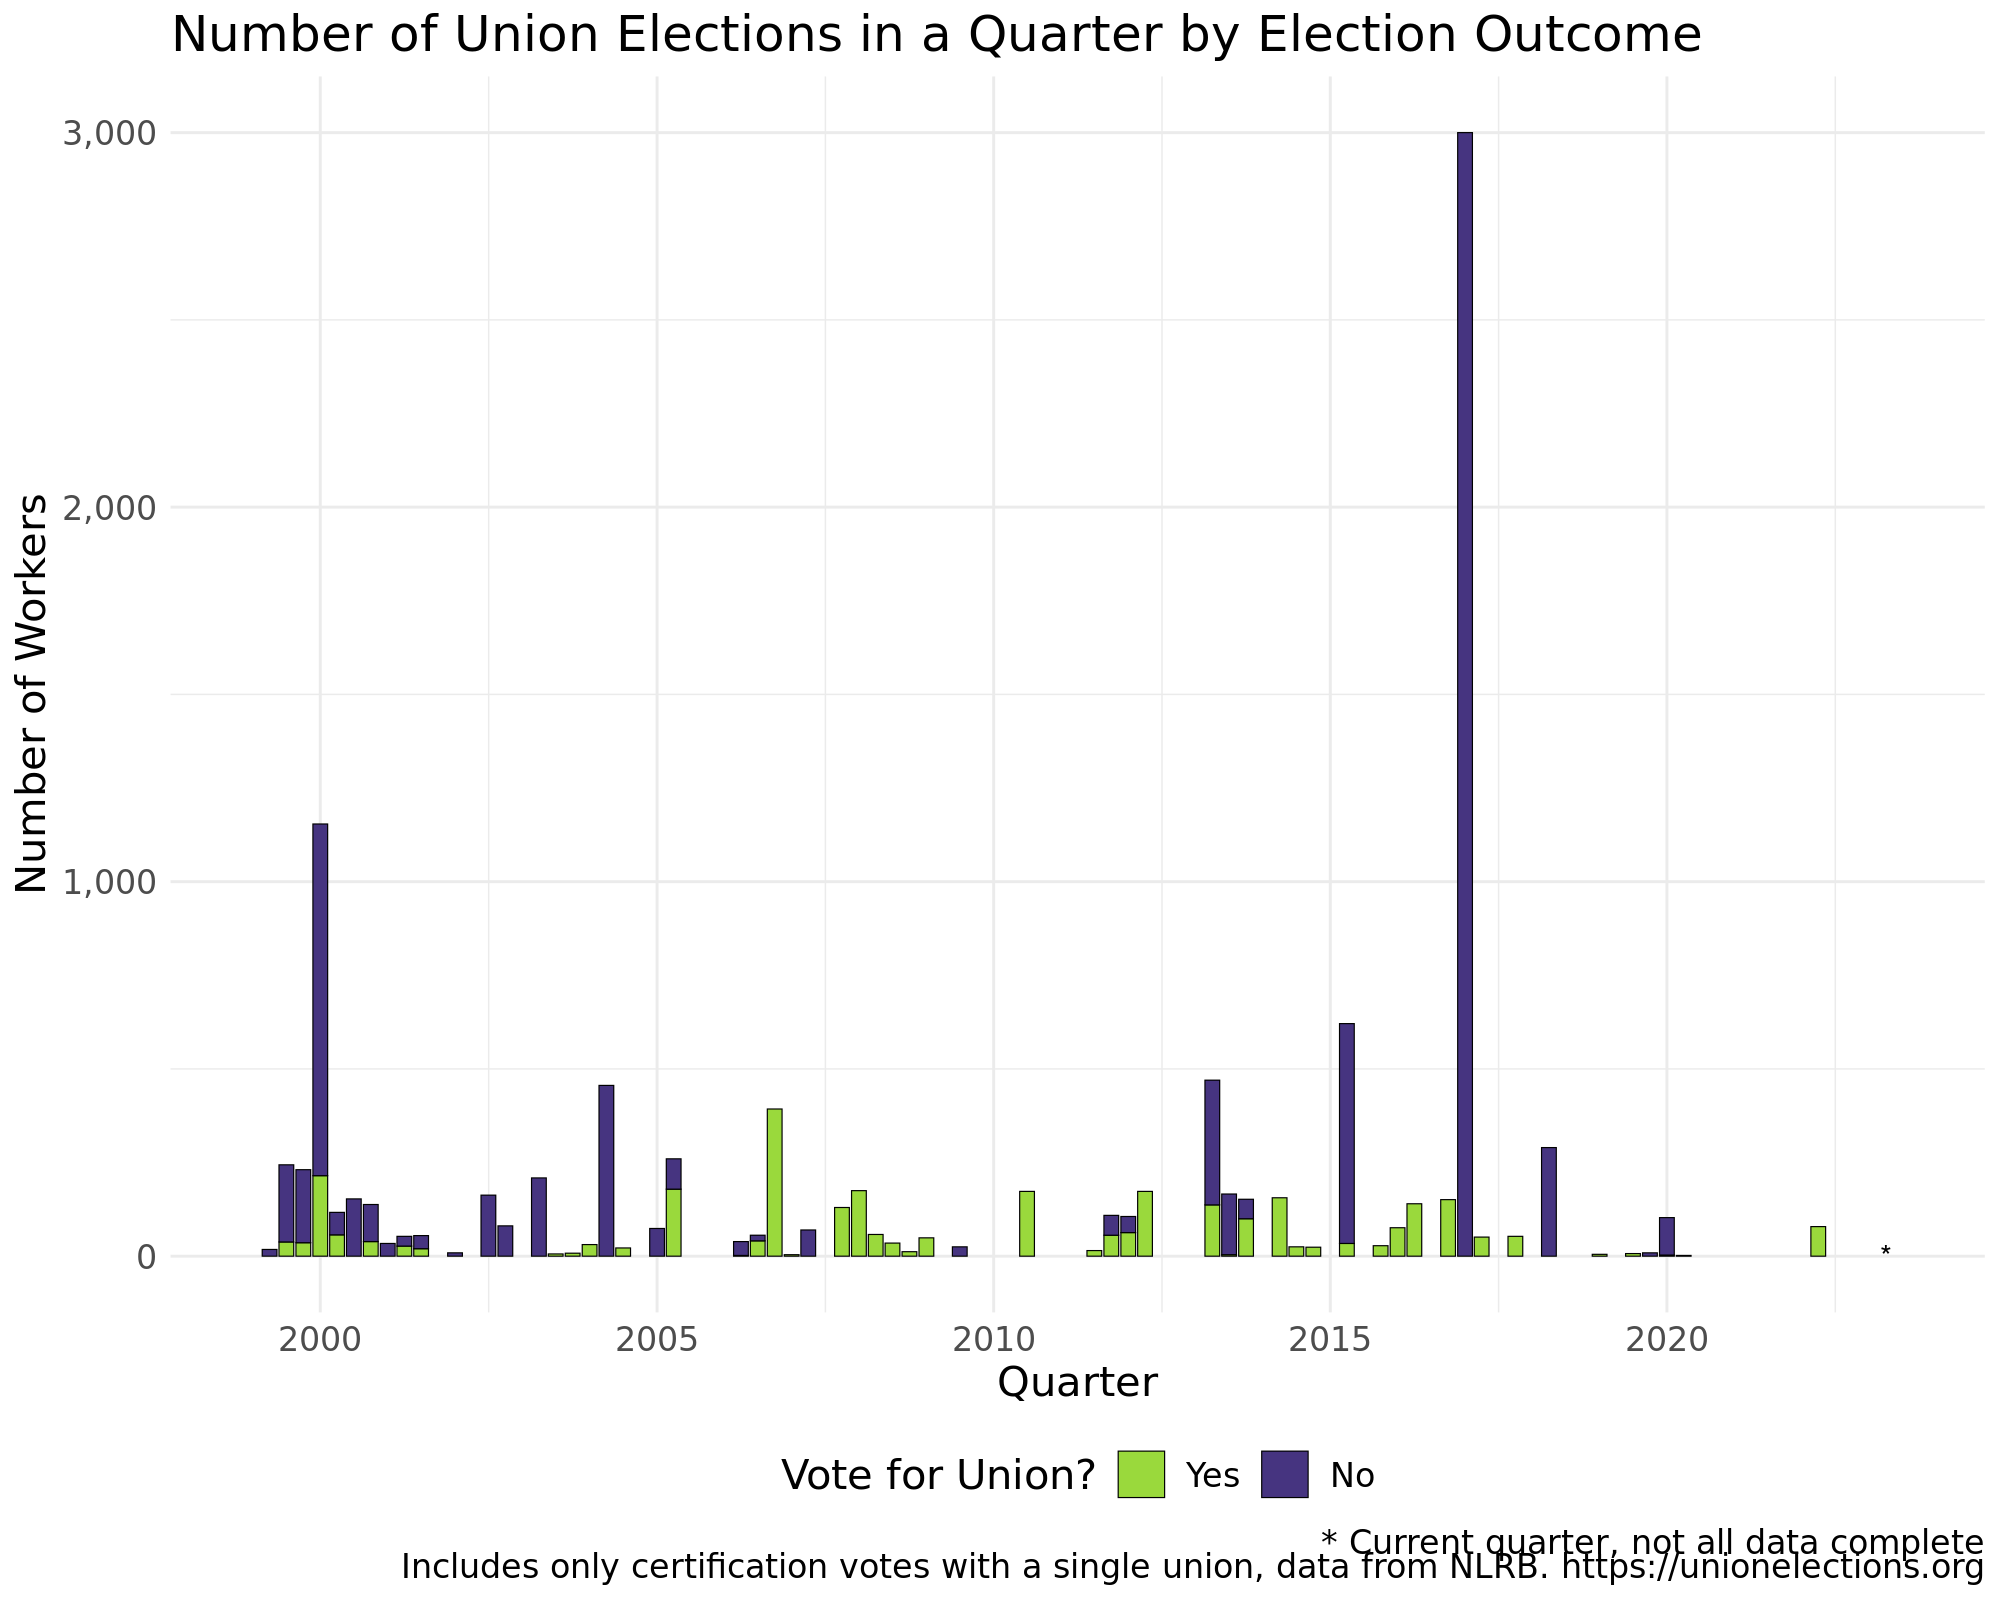 Number of Union Elections in a Quarter by Election Outcome
Number of Workers
3,000
2,000
1,000
0
*
2000 2005 2010 2015 2020
Quarter
Vote for Union? Yes No
* Current quarter, not all data complete
Includes only certification votes with a single union, data from NLRB. https://unionelections.org